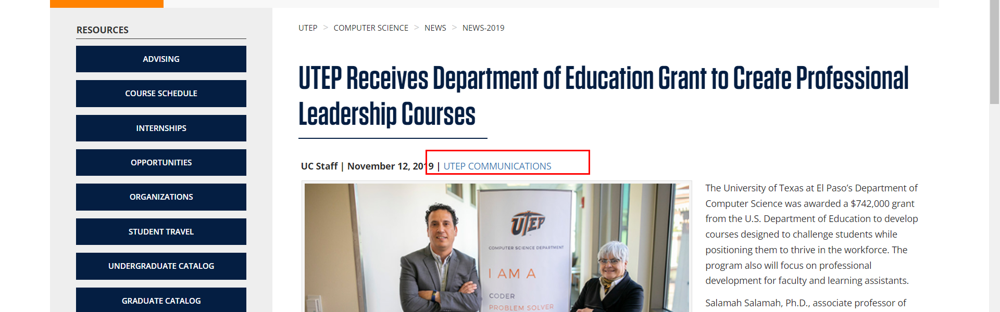 RESOURCES
ADVISING
COURSE SCHEDULE
INTERNSHIPS
OPPORTUNITIES
ORGANIZATIONS
STUDENT TRAVEL
UNDERGRADUATE CATALOG
GRADUATE CATALOG
UTEP > COMPUTER SCIENCE > NEWS > NEWS-2019
UTEP Receives Department of Education Grant to Create Professional
Leadership Courses
UC Staff | November 12, 2019 | UTEP COMMUNICATIONS
UTEP
COMPUTER SCIENCE DEPARTMENT
I AM A
CODER
PROBLEM SOLVER
The University of Texas at El Paso’s Department of
Computer Science was awarded a $742,000 grant
from the U.S. Department of Education to develop
courses designed to challenge students while
positioning them to thrive in the workforce. The
program also will focus on professional
development for faculty and learning assistants.
Salamah Salamah, Ph.D., associate professor of